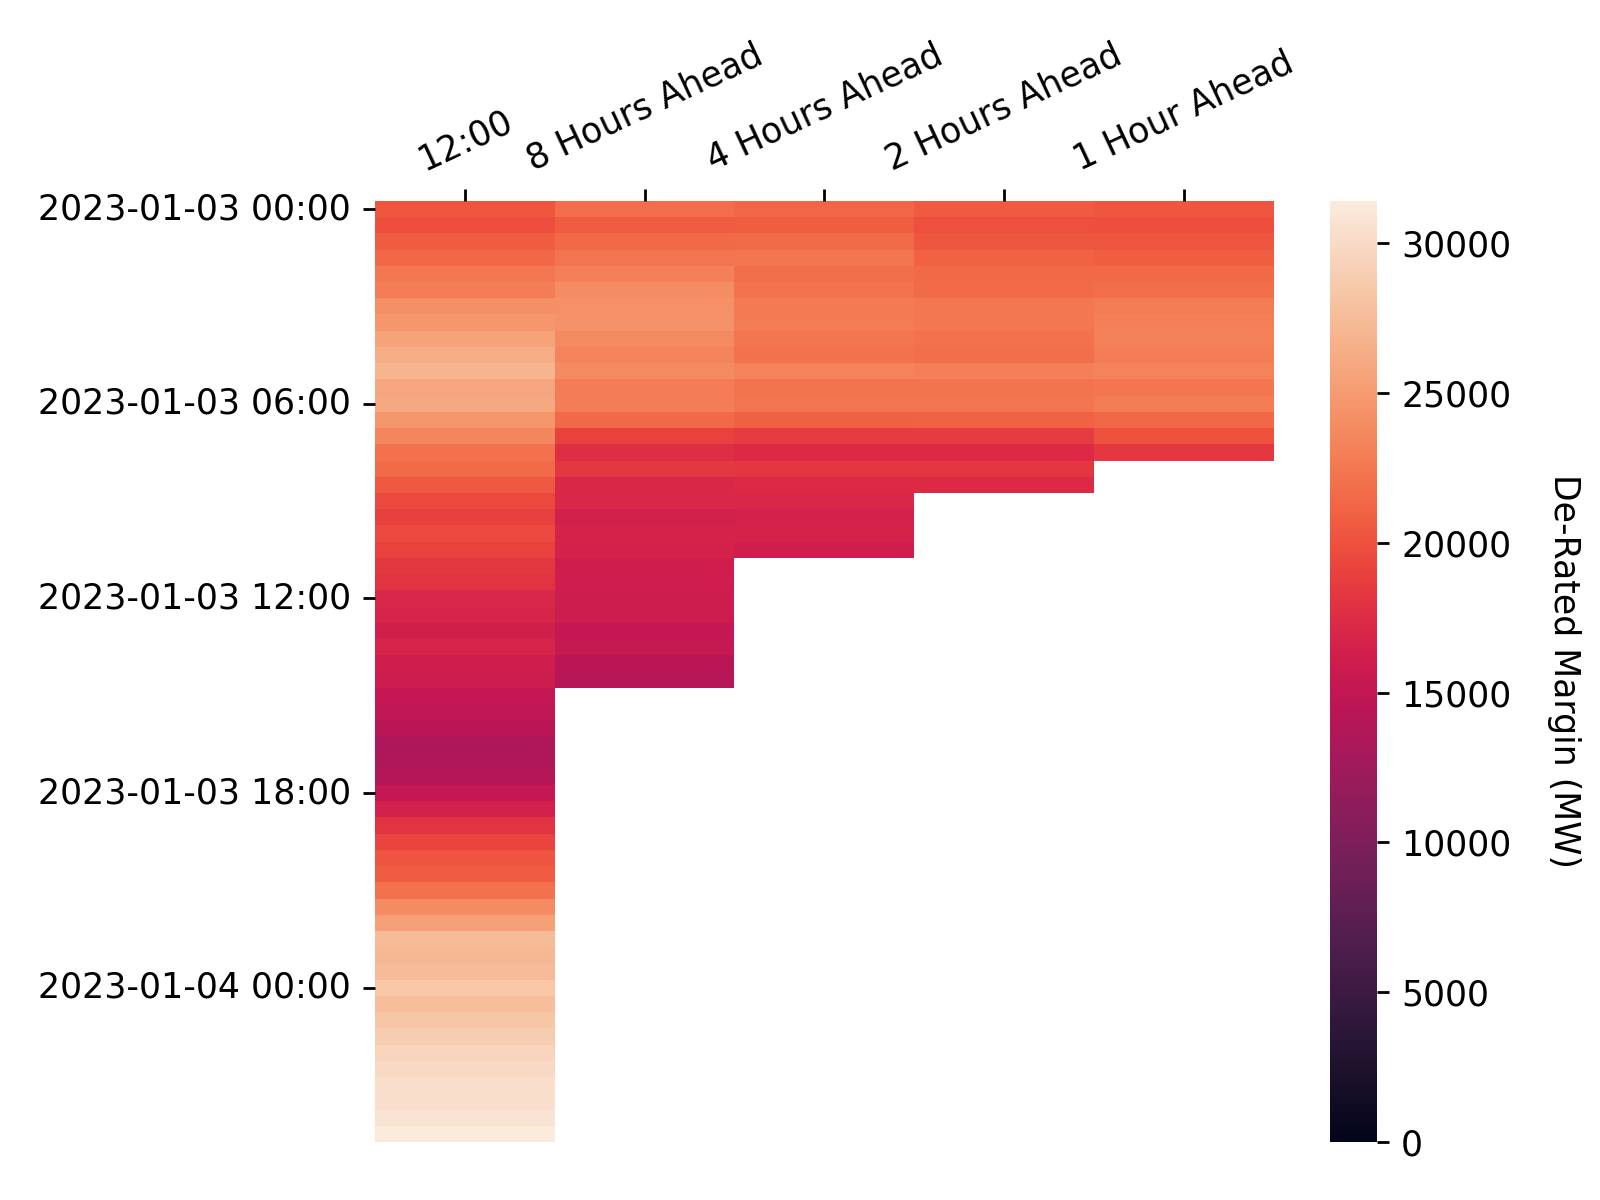 12:00
8 Hours Ahead
4 Hours Ahead
2 Hours Ahead
1 Hour Ahead
2023-01-03 00:00
2023-01-03 06:00
2023-01-03 12:00
2023-01-03 18:00
2023-01-04 00:00
30000
25000
20000
15000
10000
5000
0
De-Rated Margin (MW)